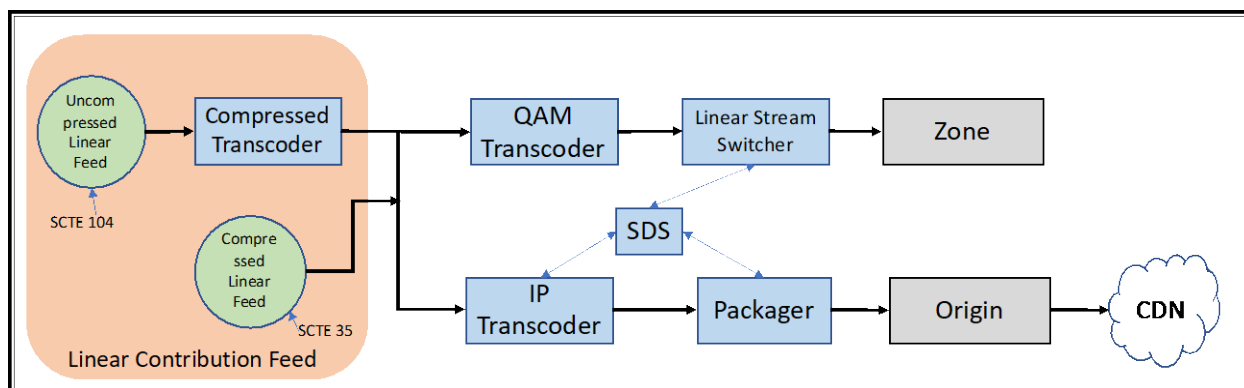 Uncom
pressed
Linear
Feed
SCTE 104
Compressed
Transcoder
Compre
ssed
Linear
Feed
SCTE 35
Linear Contribution Feed
QAM
Transcoder
Linear Stream
Switcher
Zone
SDS
IP
Transcoder
Packager
Origin
CDN